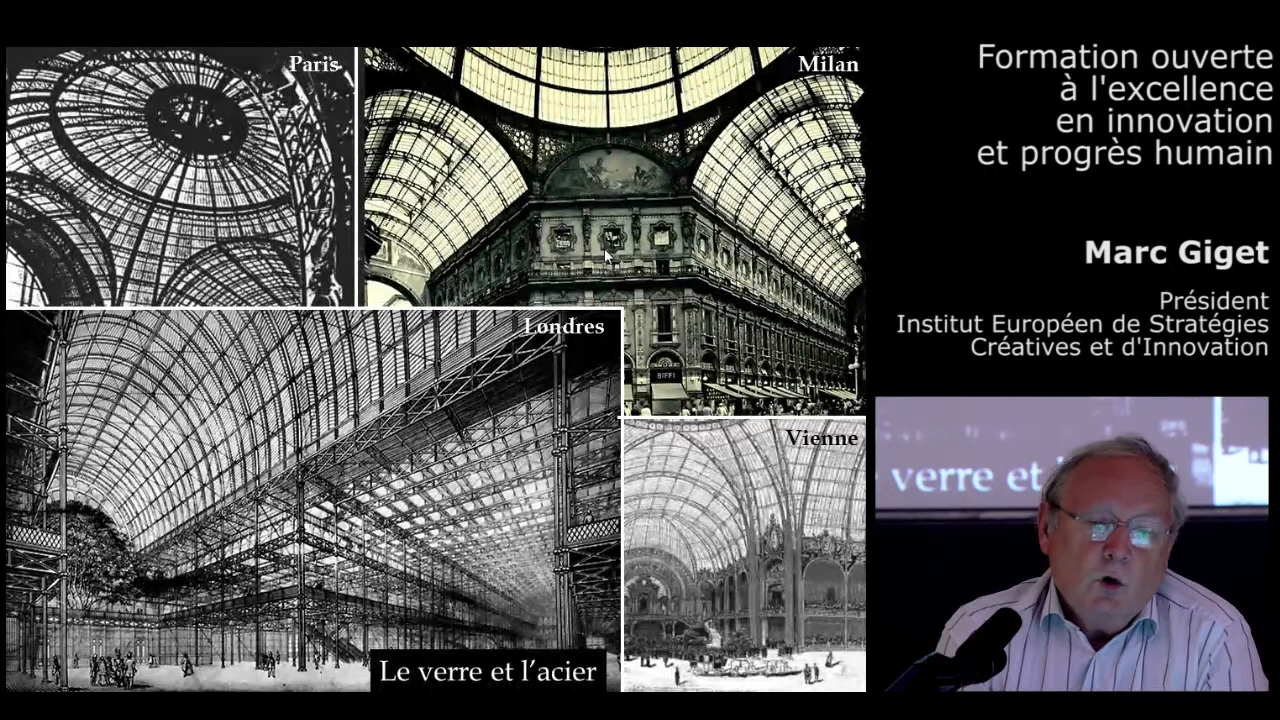 Paris
Milan
Londres
BIFFI
Vienne
Le verre et l'acier
Formation ouverte
à l'excellence
en innovation
et progrès humain
Marc Giget
Président
Institut Européen de Stratégies
Créatives et d'Innovation
verre et